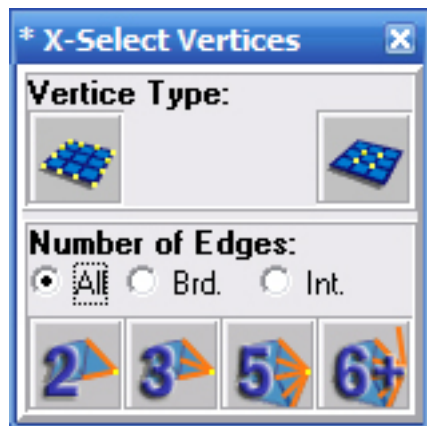 * X-Select Vertices
Vertice Type:
Number of Edges:
All Brd. Int.
2 3 5 6+